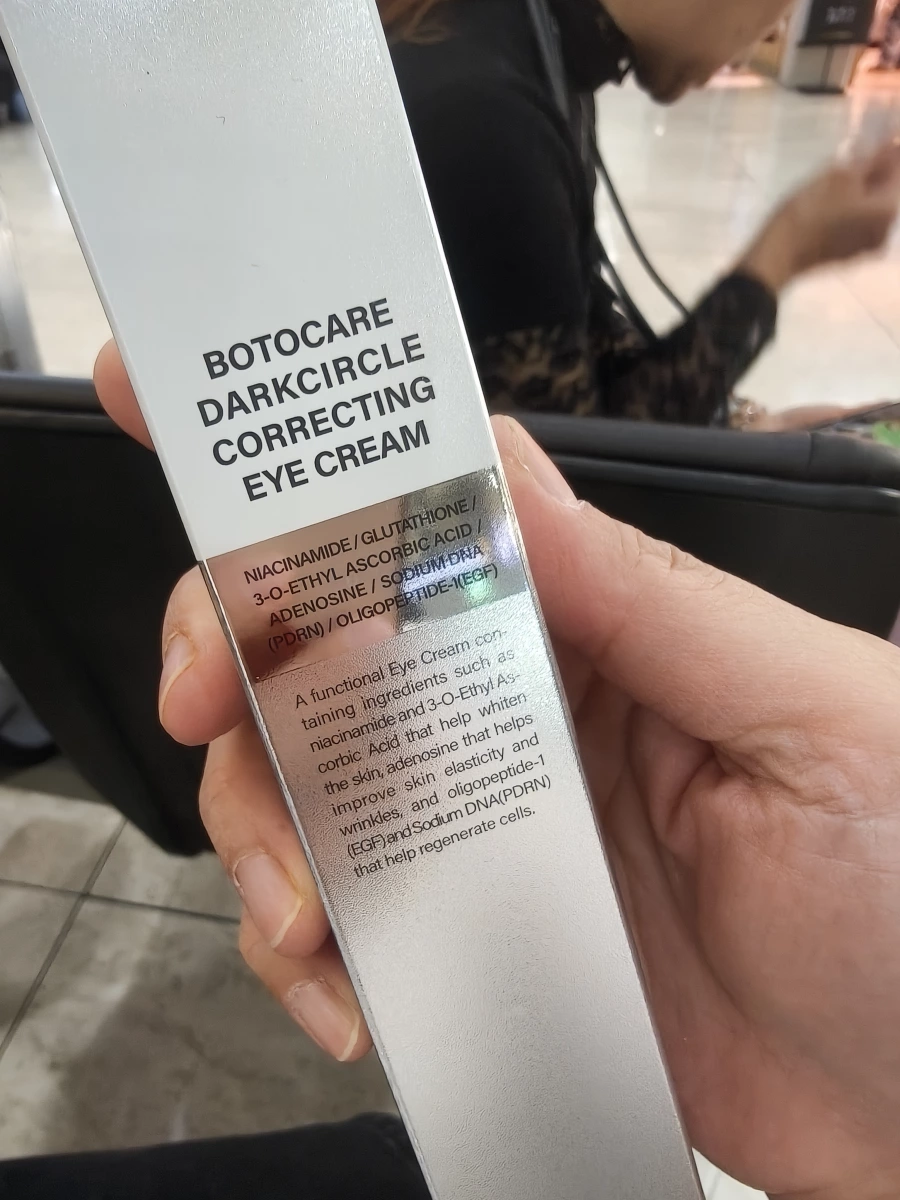 BOTOCARE
DARKCIRCLE
CORRECTING
EYE CREAM
NIACINAMIDE / GLUTATHIONE /
3-O-ETHYL ASCORBIC ACID /
ADENOSINE / SODIUM DNA
(PDRN) / OLIGOPEPTIDE-1(EGF)
A functional Eye Cream con-
taining ingredients such as
niacinamide and 3-O-Ethyl As-
corbic Acid that help whiten
the skin, adenosine that helps
improve skin elasticity and
wrinkles, and oligopeptide-1
(EGF) and Sodium DNA(PDRN)
that help regenerate cells.